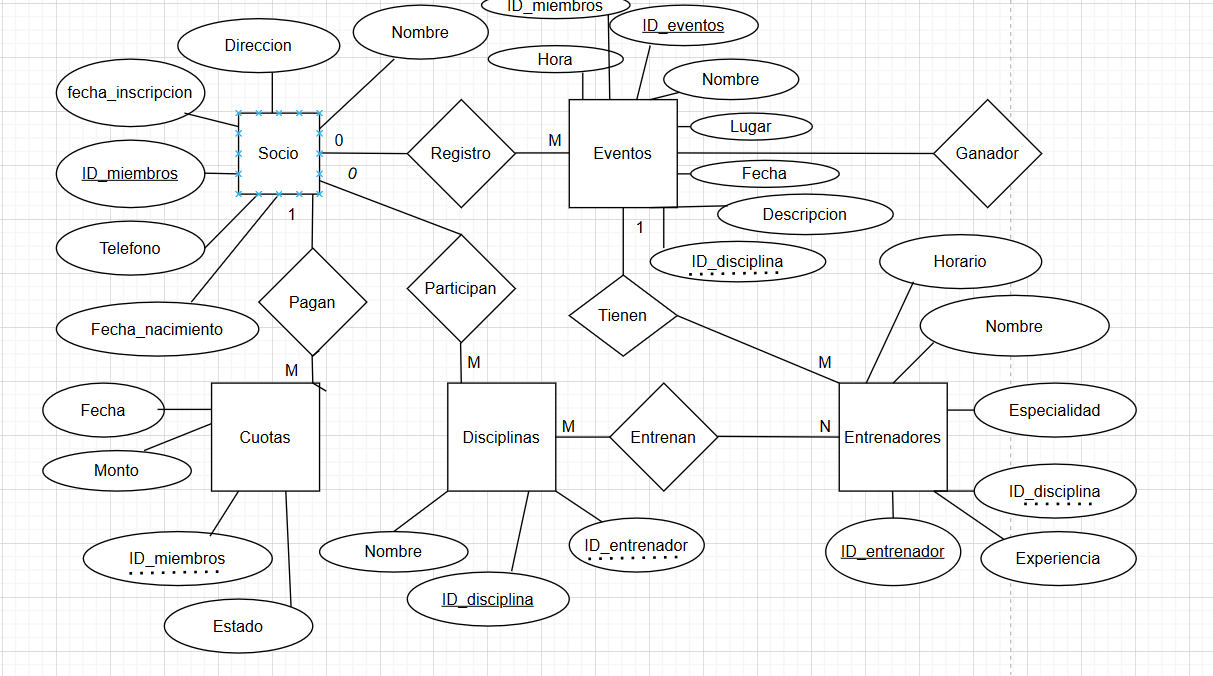 ID_miembros
ID_eventos
Nombre
Direccion
Hora
Nombre
fecha_inscripcion
Lugar
0
M
Socio
Registro
Eventos
Ganador
ID_miembros
0
Fecha
1
Descripcion
1
Telefono
ID_disciplina
Horario
Participan
Pagan
Tienen
Nombre
Fecha_nacimiento
M
M
M
Fecha
Especialidad
M
N
Cuotas
Disciplinas
Entrenan
Entrenadores
Monto
ID_disciplina
ID_miembros
Nombre
ID_entrenador
ID_entrenador
Experiencia
ID_disciplina
Estado